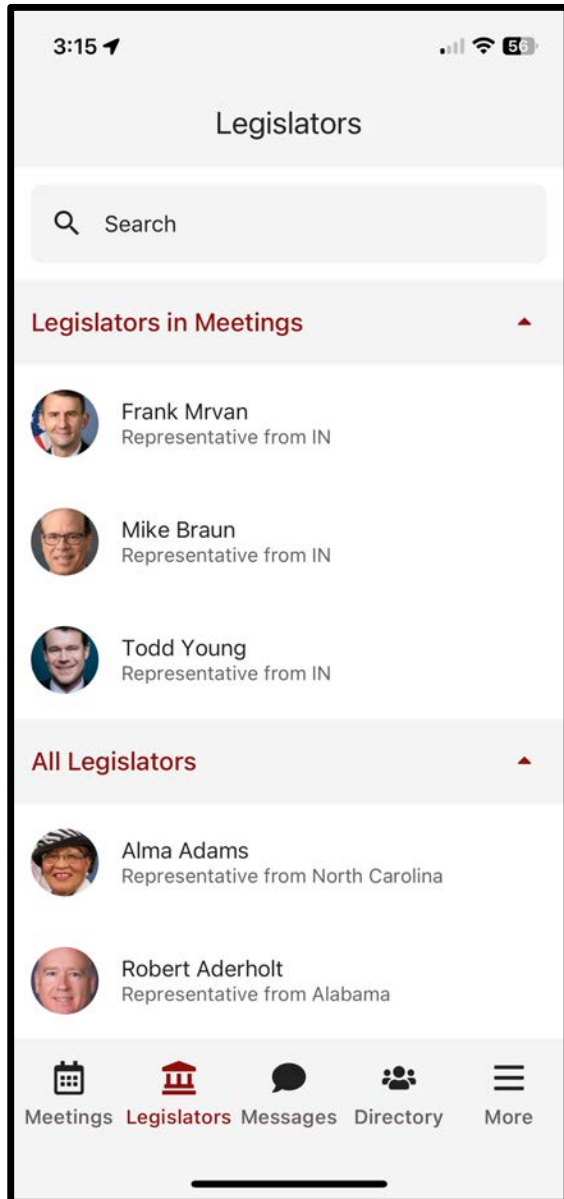 3:15
56
Legislators
Search
Legislators in Meetings
Frank Mrvan
Representative from IN
Mike Braun
Representative from IN
Todd Young
Representative from IN
All Legislators
Alma Adams
Representative from North Carolina
Robert Aderholt
Representative from Alabama
Meetings Legislators Messages Directory More